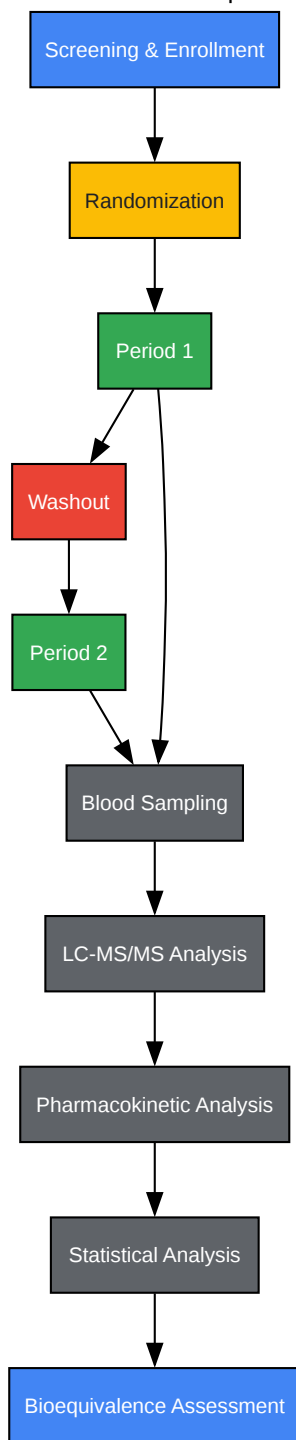 Screening & Enrollment
Randomization
Period 1
Washout
Period 2
Blood Sampling
LC-MS/MS Analysis
Pharmacokinetic Analysis
Statistical Analysis
Bioequivalence Assessment